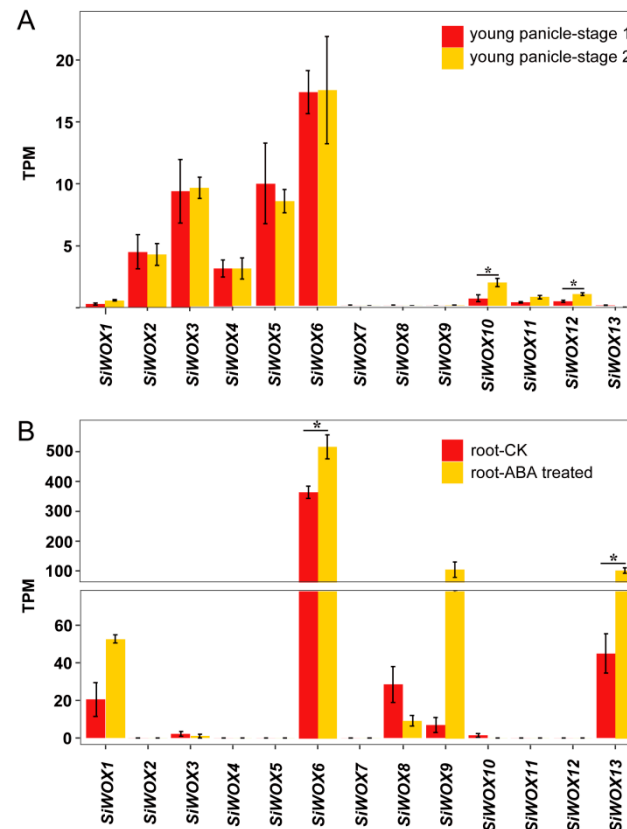 A
young panicle-stage 1
young panicle-stage 2
TPM
20
15
10
5
SiWOX1
SiWOX2
SiWOX3
SiWOX4
SiWOX5
SiWOX6
SiWOX7
SiWOX8
SiWOX9
SiWOX10
SiWOX11
SiWOX12
SiWOX13
*
*
B
root-CK
root-ABA treated
TPM
500
400
300
200
100
60
40
20
0
*
*
SiWOX1
SiWOX2
SiWOX3
SiWOX4
SiWOX5
SiWOX6
SiWOX7
SiWOX8
SiWOX9
SiWOX10
SiWOX11
SiWOX12
SiWOX13